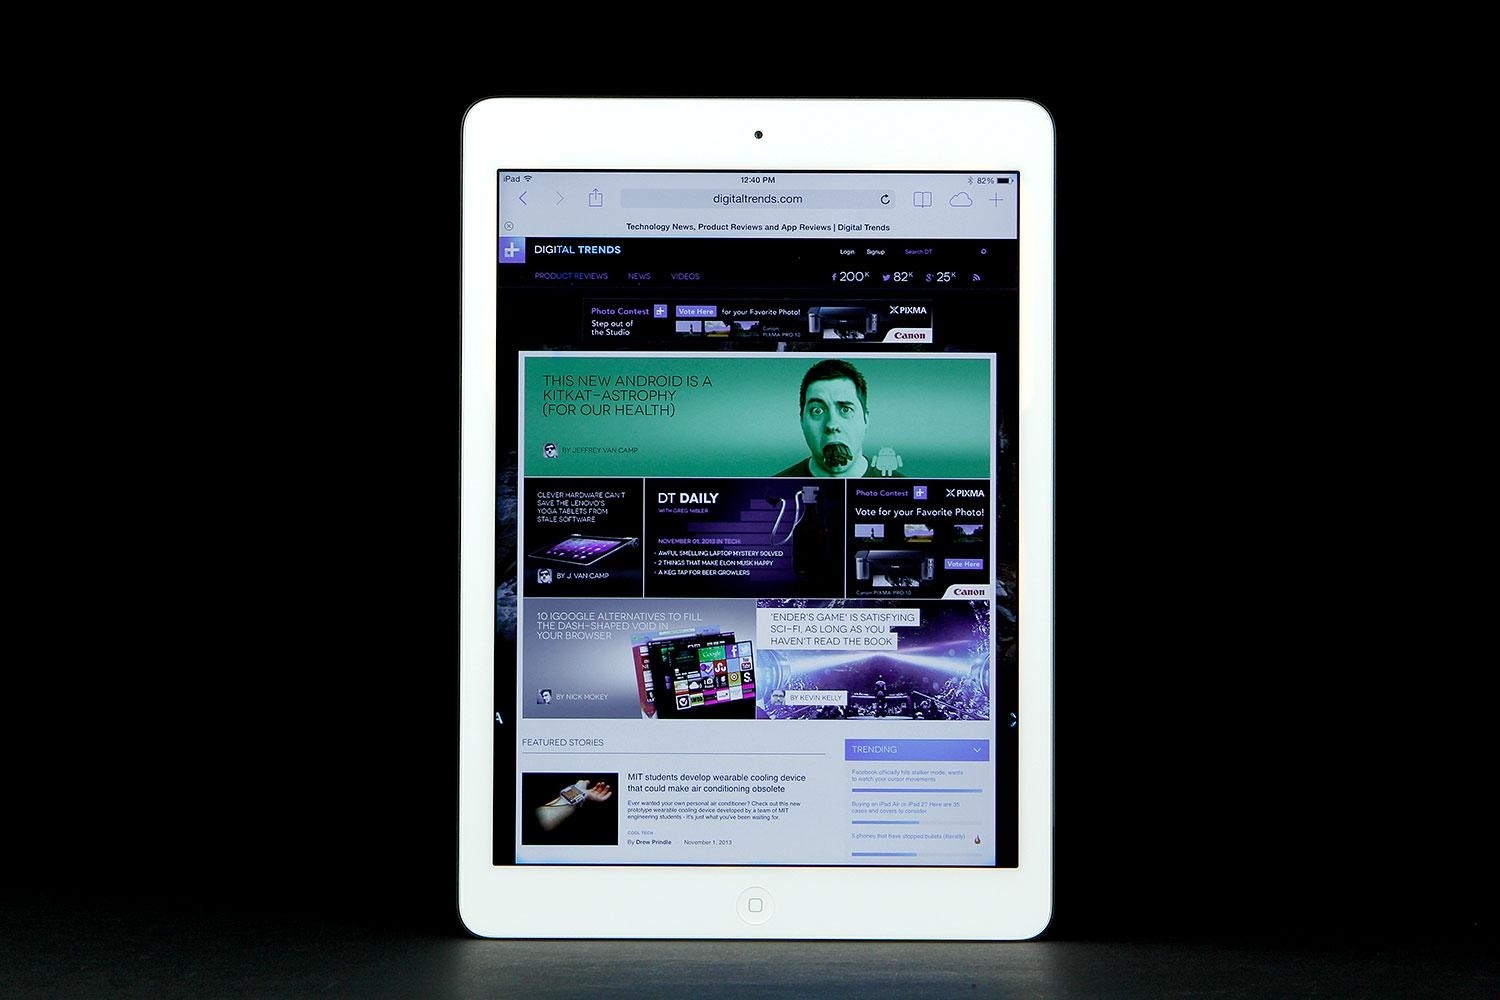 iPad
12:40 PM
82%
digitaltrends.com
Technology News, Product Reviews and App Reviews | Digital Trends
DIGITAL TRENDS
Login Signup Search DT
PRODUCT REVIEWS NEWS VIDEOS
200K 82K 25K
Photo Contest
Step out of
the Studio
Vote Here for your Favorite Photo!
Canon
PIXMA PRO-10
PIXMA
Canon
THIS NEW ANDROID IS A
KITKAT-ASTROPHY
(FOR OUR HEALTH)
BY JEFFREY VAN CAMP
CLEVER HARDWARE CAN'T
SAVE THE LENOVO'S
YOGA TABLETS FROM
STALE SOFTWARE
BY J. VAN CAMP
DT DAILY
WITH GREG NIBLER
NOVEMBER 01, 2013 IN TECH:
- AWFUL SMELLING LAPTOP MYSTERY SOLVED
- 2 THINGS THAT MAKE ELON MUSK HAPPY
- A KEG TAP FOR BEER GROWLERS
Photo Contest
PIXMA
Vote for your Favorite Photo!
Vote Here
Canon PIXMA PRO-10
Canon
10 IGOOGLE ALTERNATIVES TO FILL
THE DASH-SHAPED VOID IN
YOUR BROWSER
Google
BY NICK MOKEY
'ENDER'S GAME' IS SATISFYING
SCI-FI, AS LONG AS YOU
HAVEN'T READ THE BOOK
BY KEVIN KELLY
FEATURED STORIES
MIT students develop wearable cooling device
that could make air conditioning obsolete
Ever wanted your own personal air conditioner? Check out this new
prototype wearable cooling device developed by a team of MIT
engineering students - it's just what you've been waiting for.
COOL TECH
By Drew Prindle November 1, 2013
TRENDING
Facebook officially hits stalker mode, wants
to watch your cursor movements
Buying an iPad Air or iPad 2? Here are 35
cases and covers to consider
5 phones that have stopped bullets (literally)